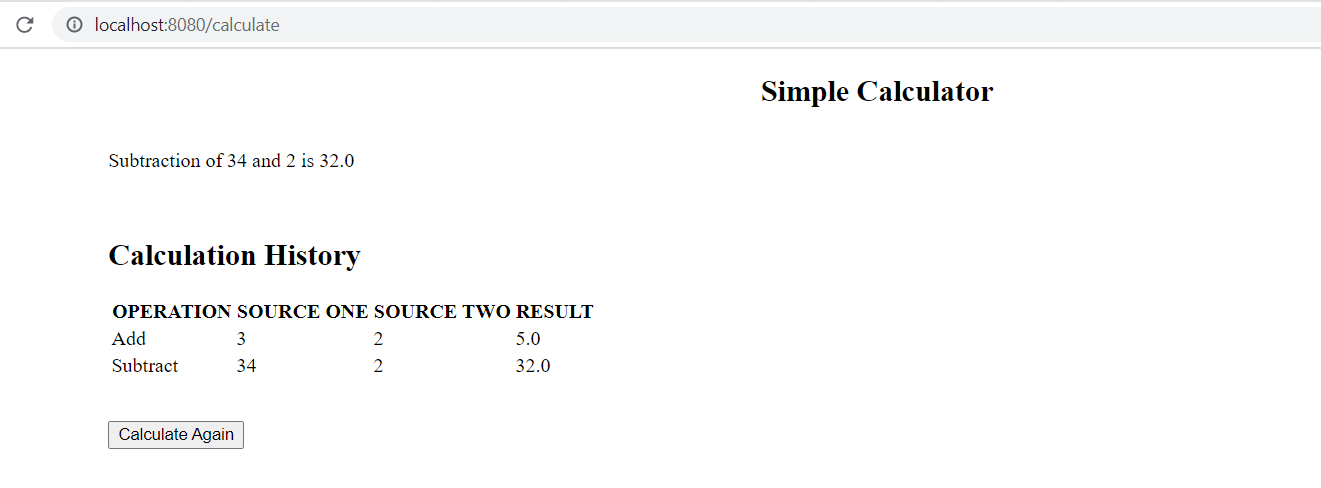 localhost:8080/calculate
Simple Calculator
Subtraction of 34 and 2 is 32.0
Calculation History
OPERATION SOURCE ONE SOURCE TWO RESULT
Add 3 2 5.0
Subtract 34 2 32.0
Calculate Again